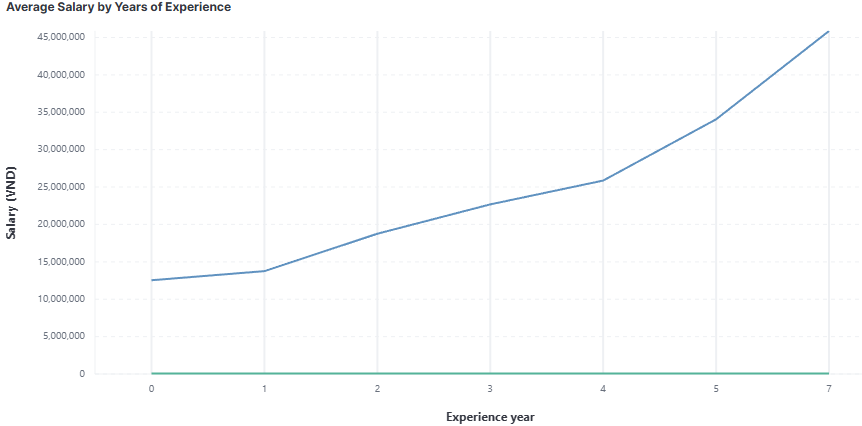 Average Salary by Years of Experience
45,000,000
40,000,000
35,000,000
30,000,000
25,000,000
20,000,000
15,000,000
10,000,000
5,000,000
0
Salary (VND)
0 1 2 3 4 5 7
Experience year